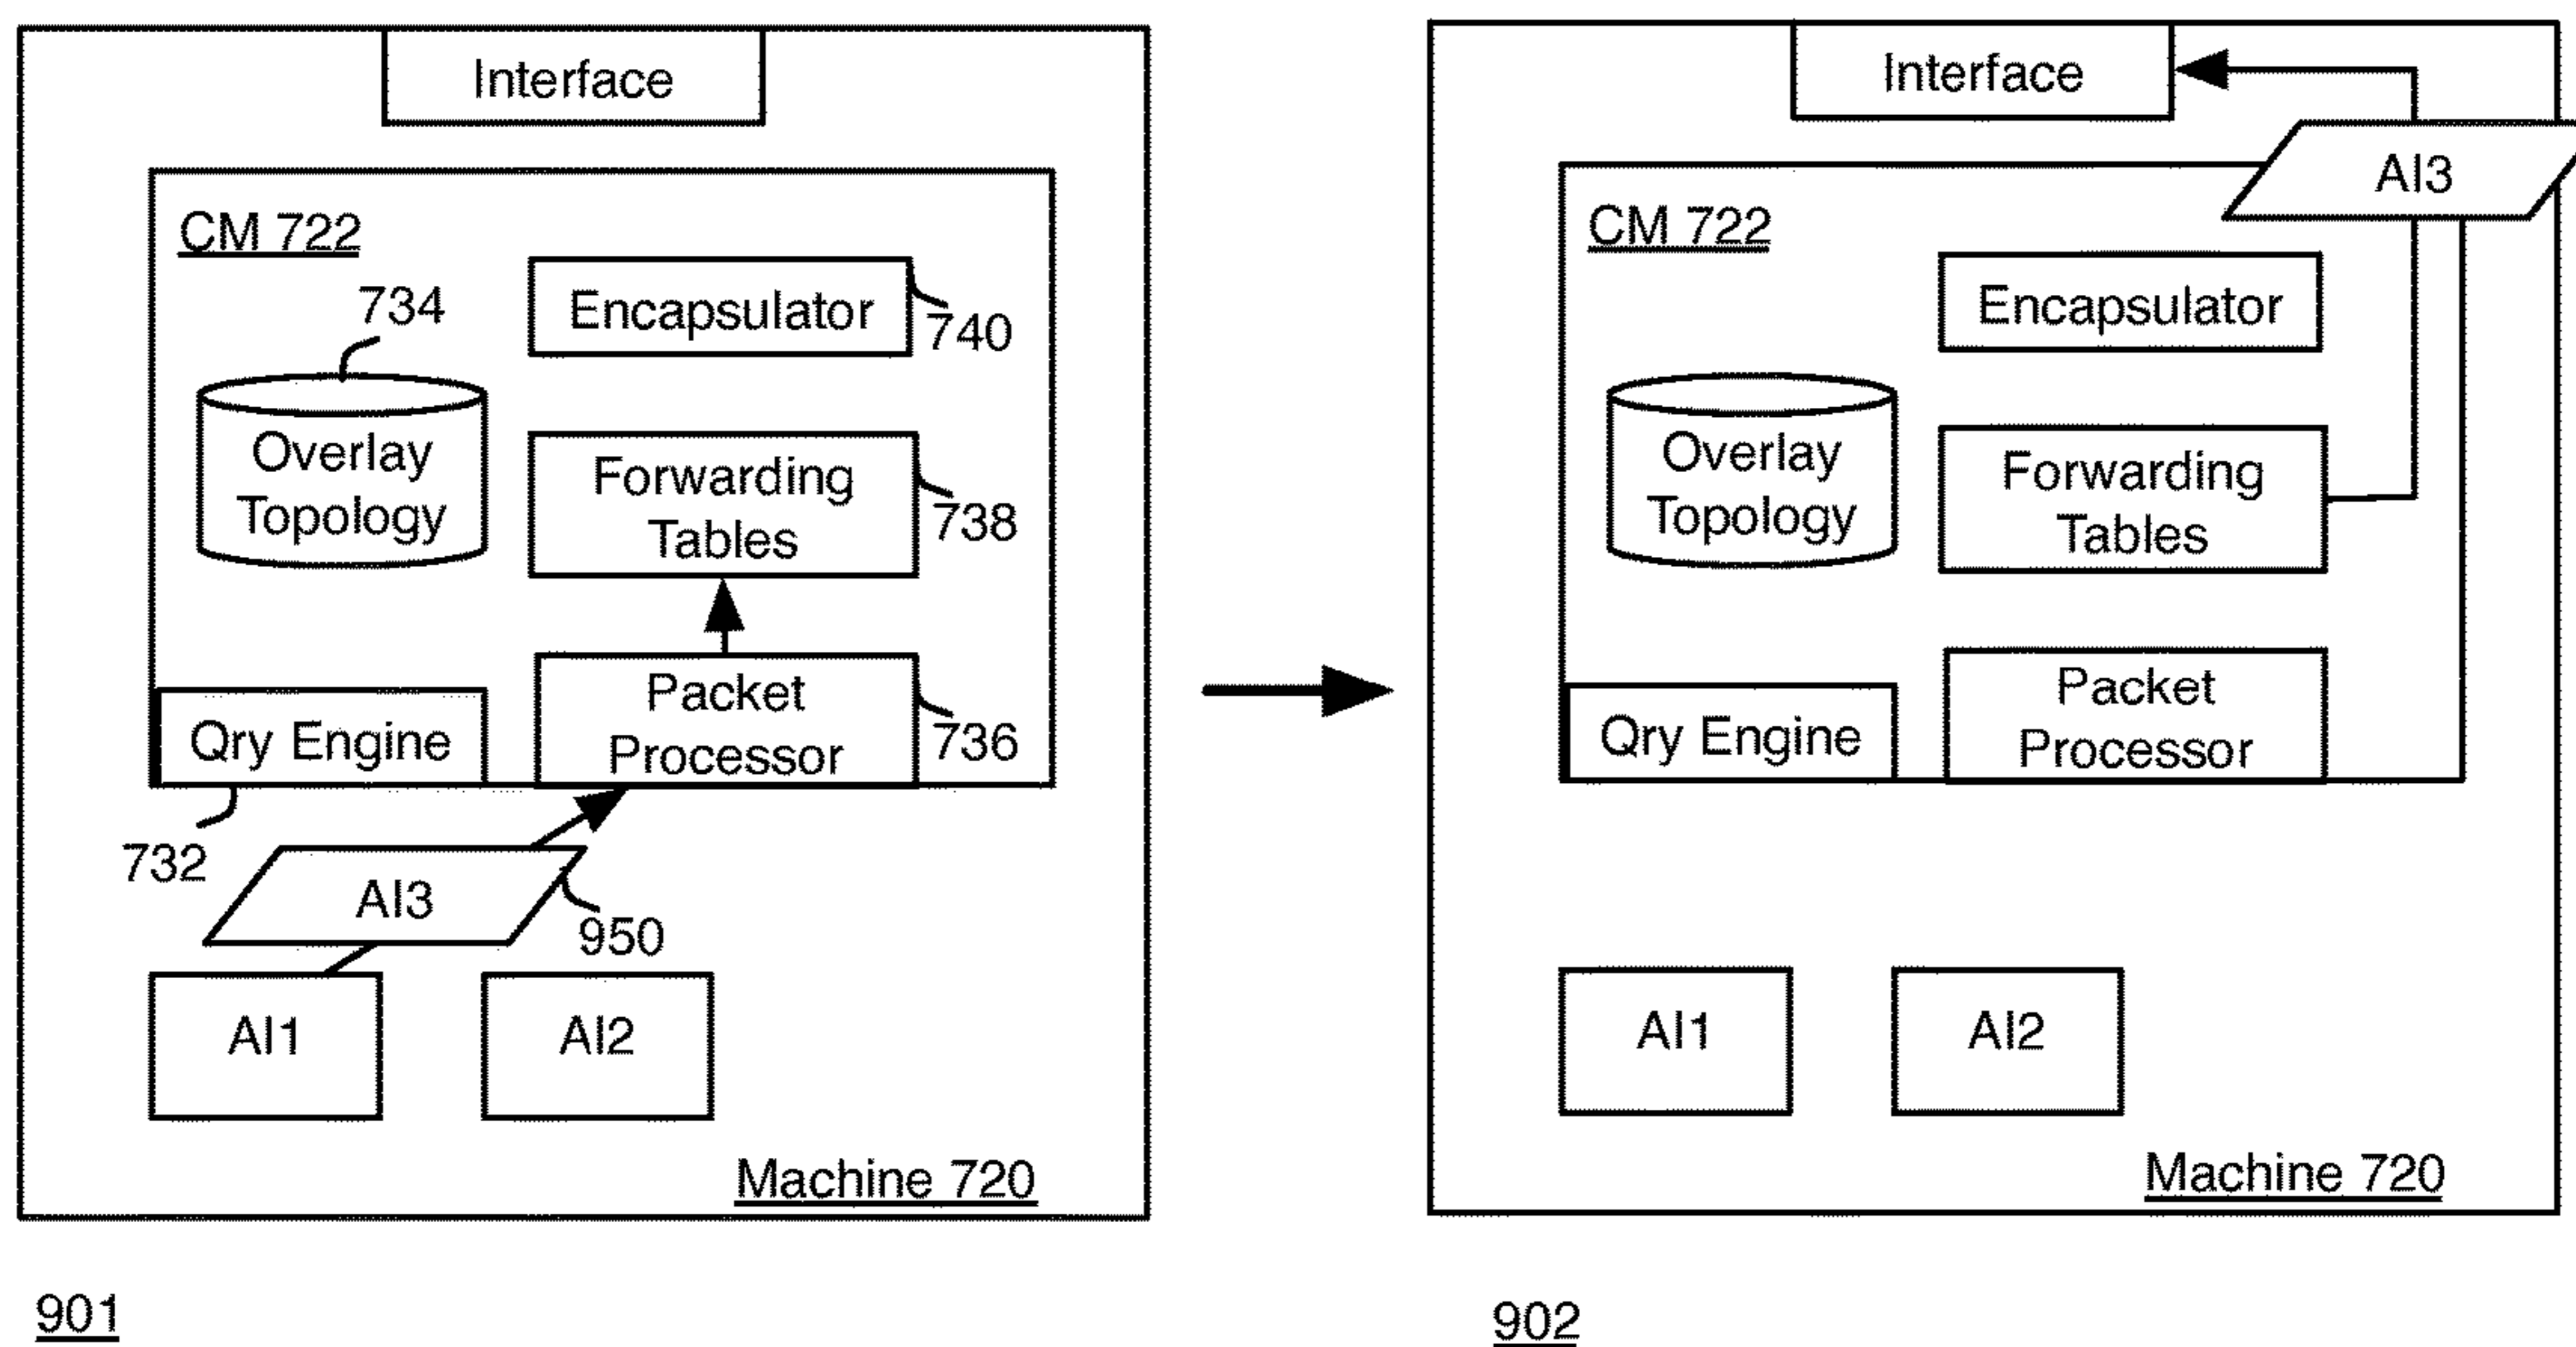 Interface
CM 722
734
Encapsulator
740
Overlay
Topology
Forwarding
Tables
738
Qry Engine
Packet
Processor
736
732
AI3
950
AI1
AI2
Machine 720
901
Interface
AI3
CM 722
Encapsulator
Overlay
Topology
Forwarding
Tables
Qry Engine
Packet
Processor
AI1
AI2
Machine 720
902